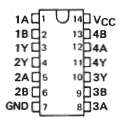 1A 1 14 VCC
1B 2 13 4B
1Y 3 12 4A
2Y 4 11 4Y
2A 5 10 3Y
2B 6 9 3B
GND 7 8 3A